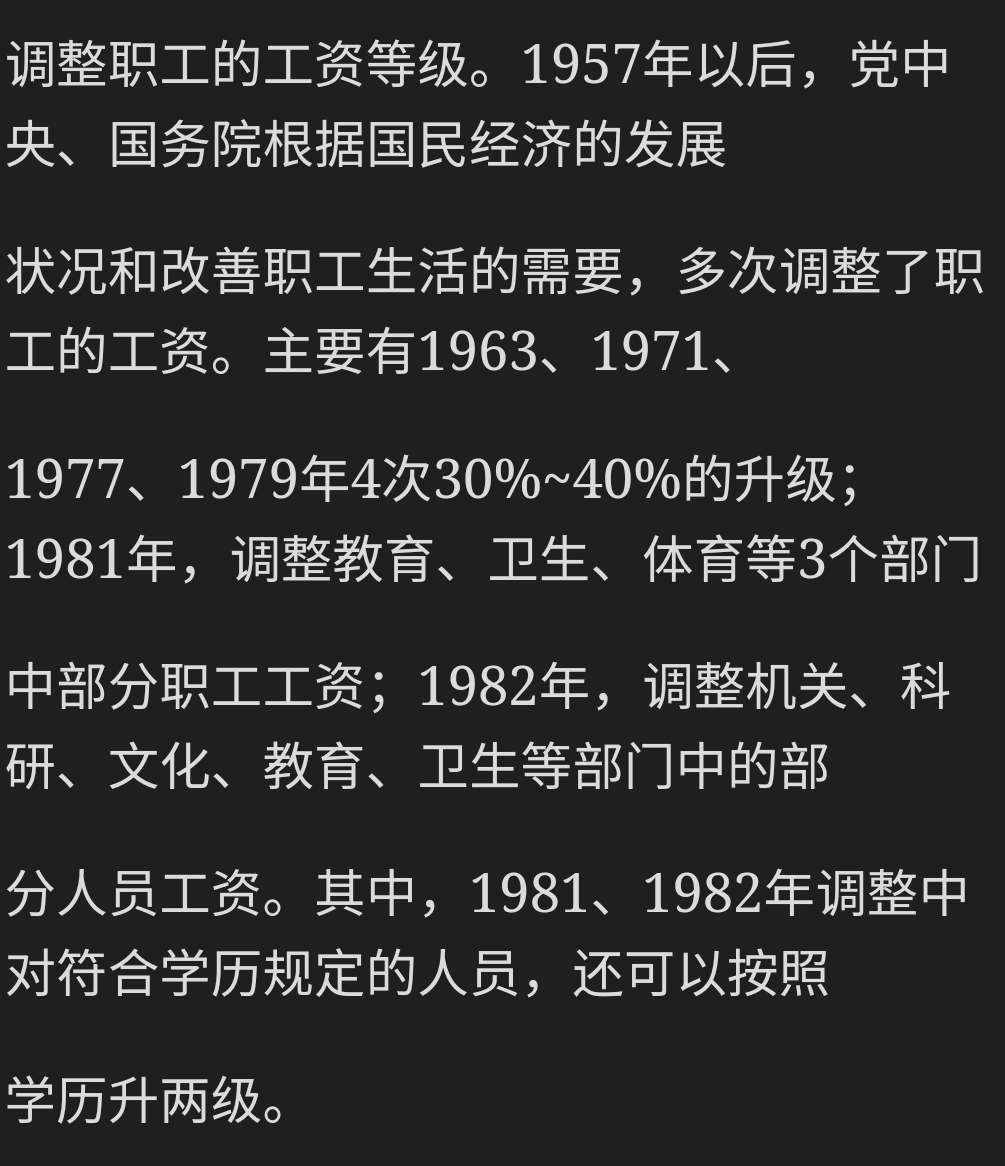 调整职工的工资等级。1957年以后，党中
央、国务院根据国民经济的发展
状况和改善职工生活的需要，多次调整了职
工的工资。主要有1963、1971、
1977、1979年4次30%~40%的升级；
1981年，调整教育、卫生、体育等3个部门
中部分职工工资；1982年，调整机关、科
研、文化、教育、卫生等部门中的部
分人员工资。其中，1981、1982年调整中
对符合学历规定的人员，还可以按照
学历升两级。